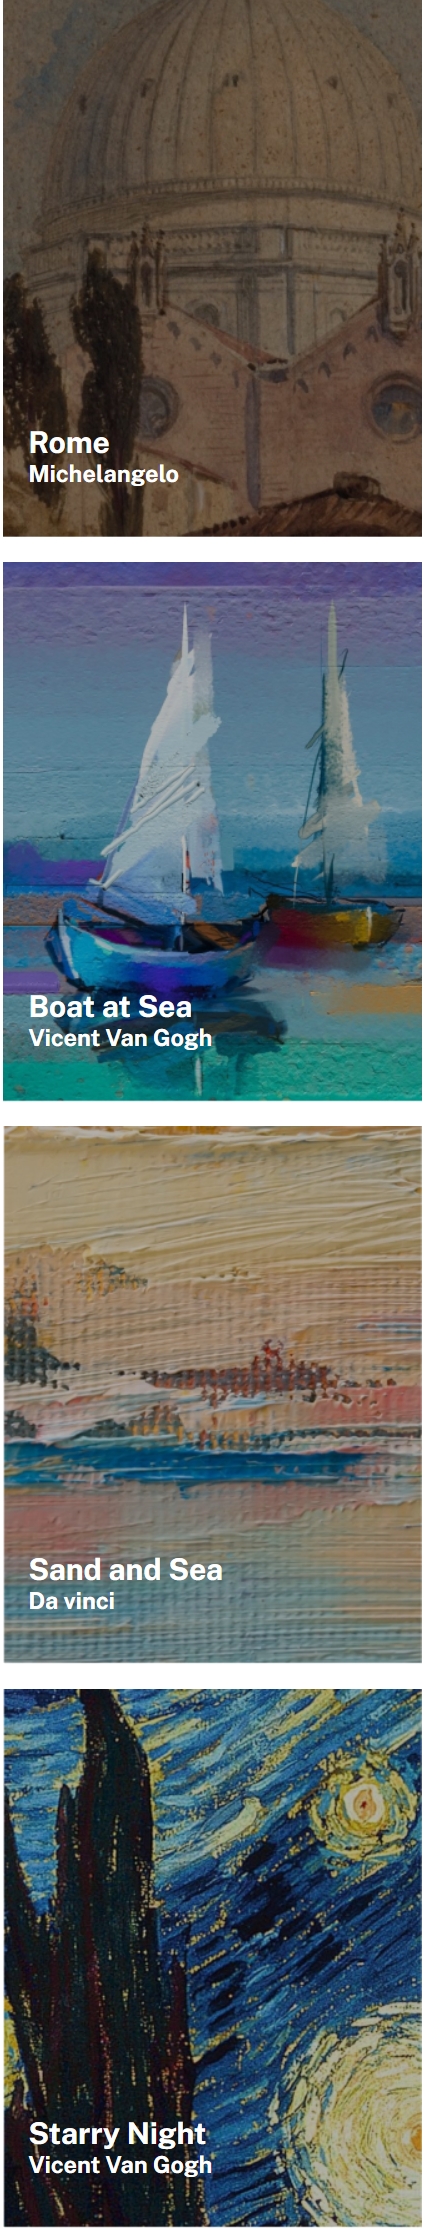 Rome
Michelangelo
Boat at Sea
Vicent Van Gogh
Sand and Sea
Da vinci
Starry Night
Vicent Van Gogh